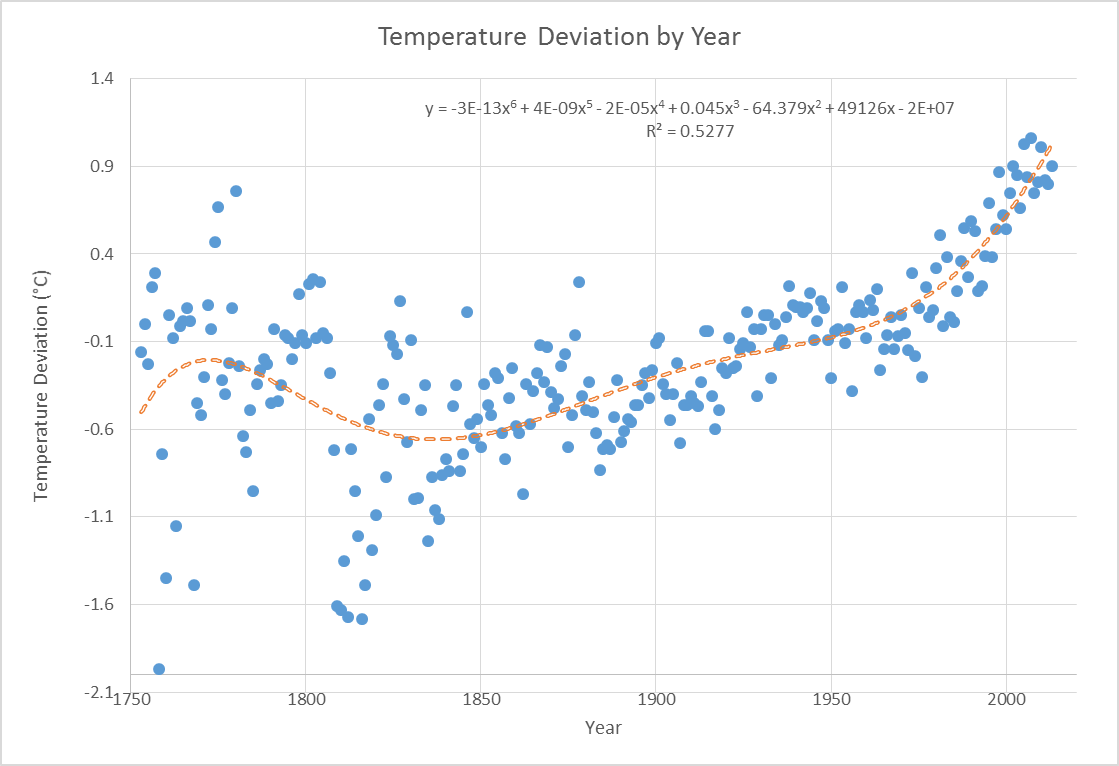 Temperature Deviation by Year
1.4
y = -3E-13x⁶ + 4E-09x⁵ - 2E-05x⁴ + 0.045x³ - 64.379x² + 49126x - 2E+07
R² = 0.5277
0.9
0.4
-0.1
-0.6
-1.1
-1.6
-2.1
Temperature Deviation (°C)
1750
1800
1850
1900
1950
2000
Year